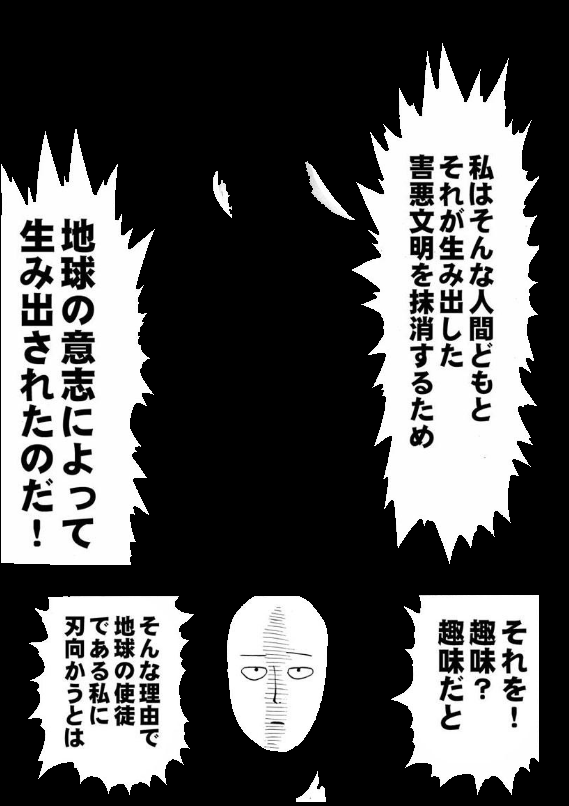 私はそんな人間どもと
それが生み出した
害悪文明を抹消するため
地球の意志によって
生み出されたのだ！
それを！
趣味？
趣味だと
そんな理由で
地球の使徒
である私に
刃向かうとは